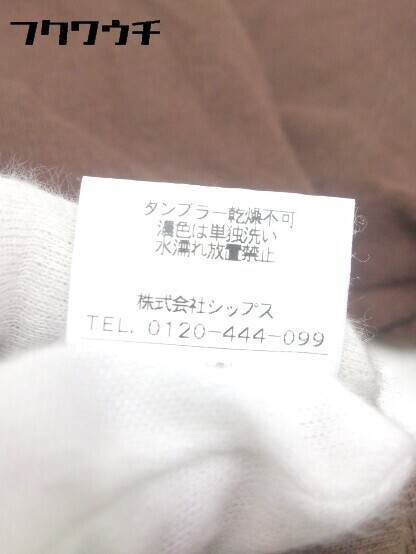 フクワウチ
タンブラー乾燥不可
濃色は単独洗い
水濡れ放置禁止
株式会社シップス
TEL. 0120-444-099